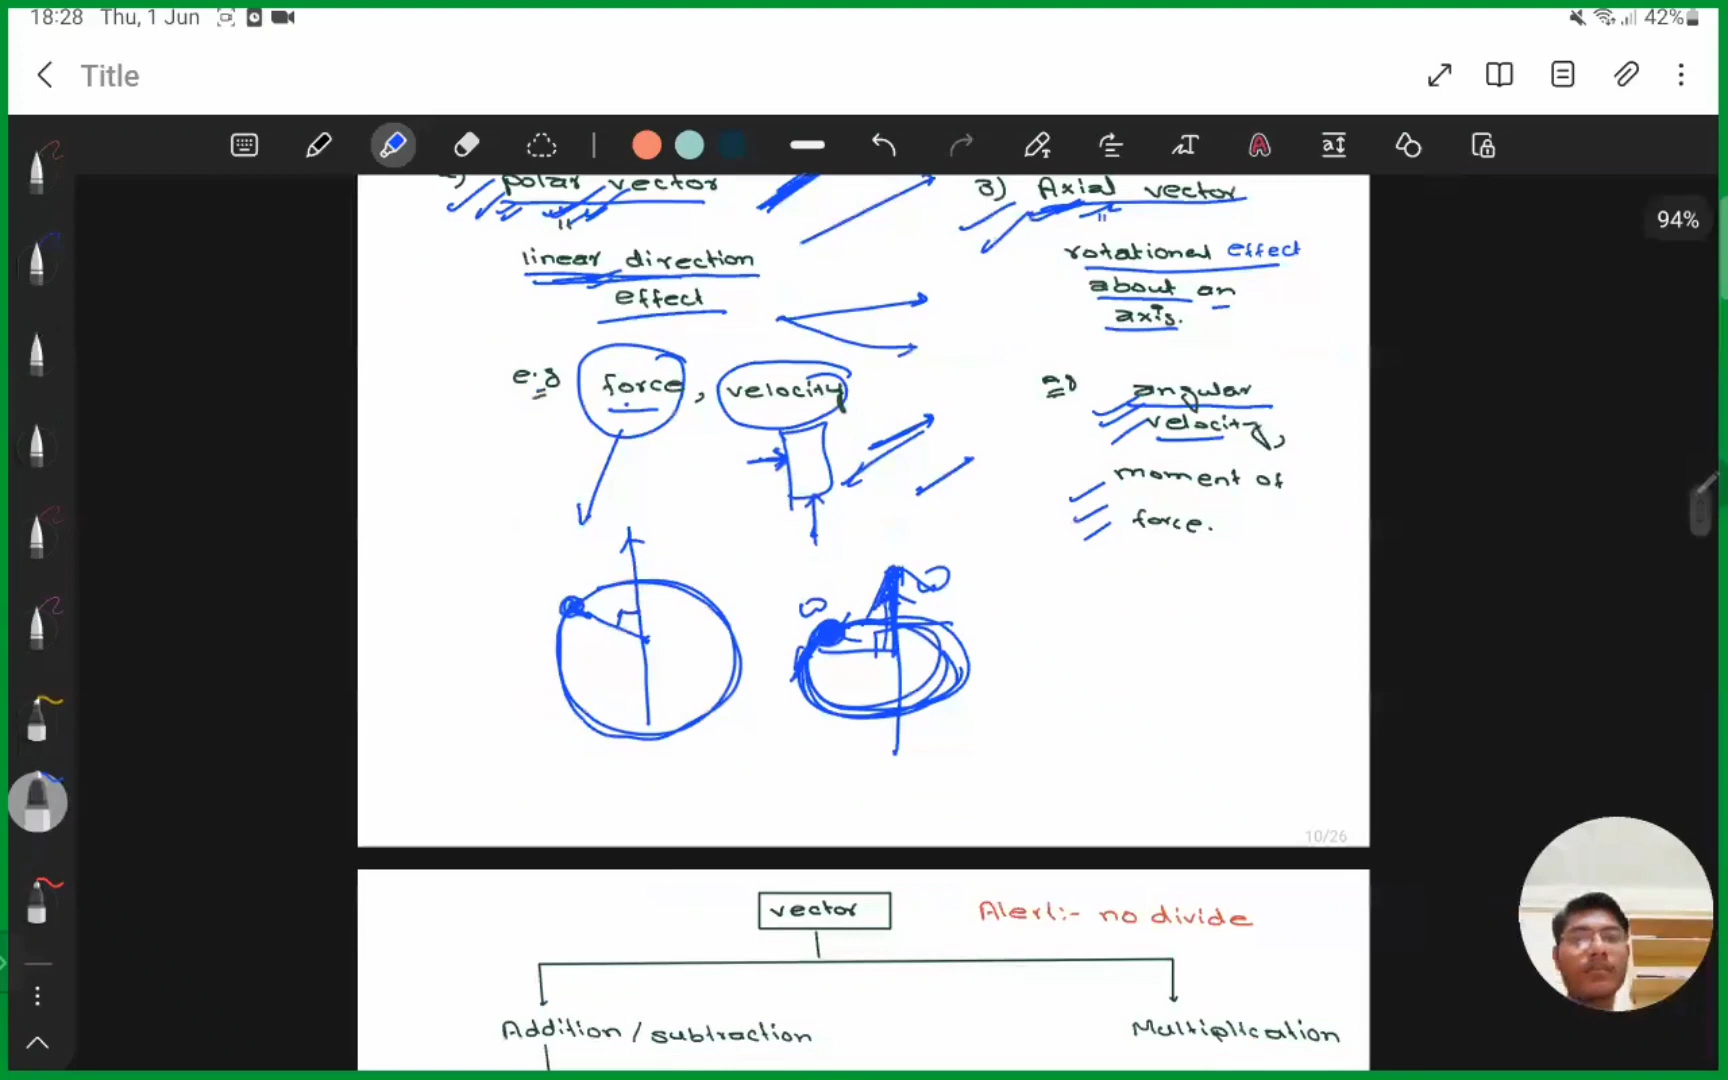 18:28 Thu, 1 Jun
42%
Title
94%
polar vector
3) Axial vector
linear direction
effect
rotational effect
about an
axis.
e.g force, velocity
eg angular
velocity,
moment of
force.
10/26
vector
Alert:- no divide
Addition / subtraction
Multiplication